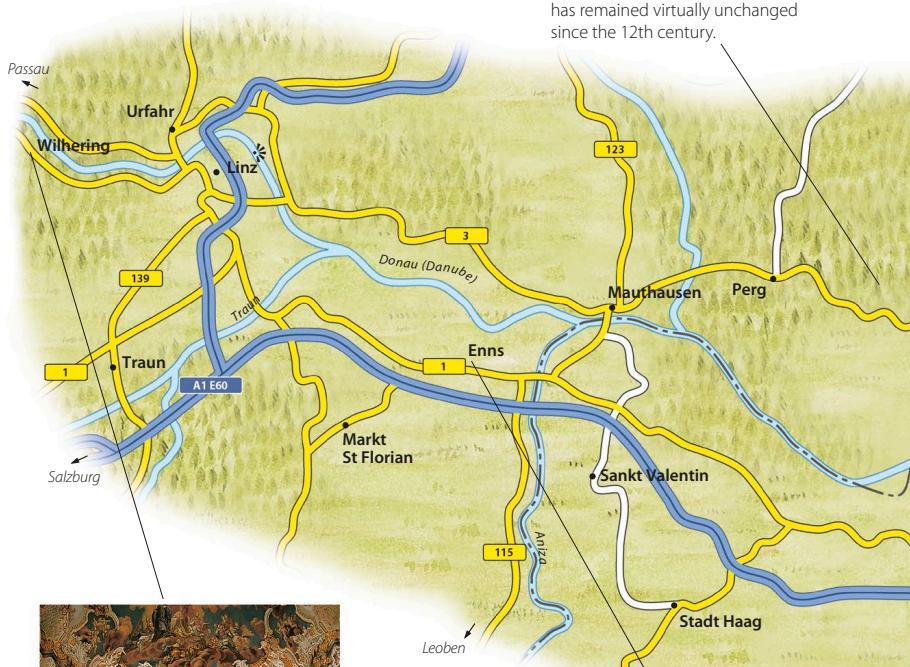 has remained virtually unchanged
since the 12th century.
Passau
Urfahr
Wilhering
Linz
123
3
Donau (Danube)
139
Mauthausen
Perg
Traun
Enns
1
Traun
1
A1 E60
Markt
St Florian
Salzburg
Sankt Valentin
Aniza
115
Stadt Haag
Leoben